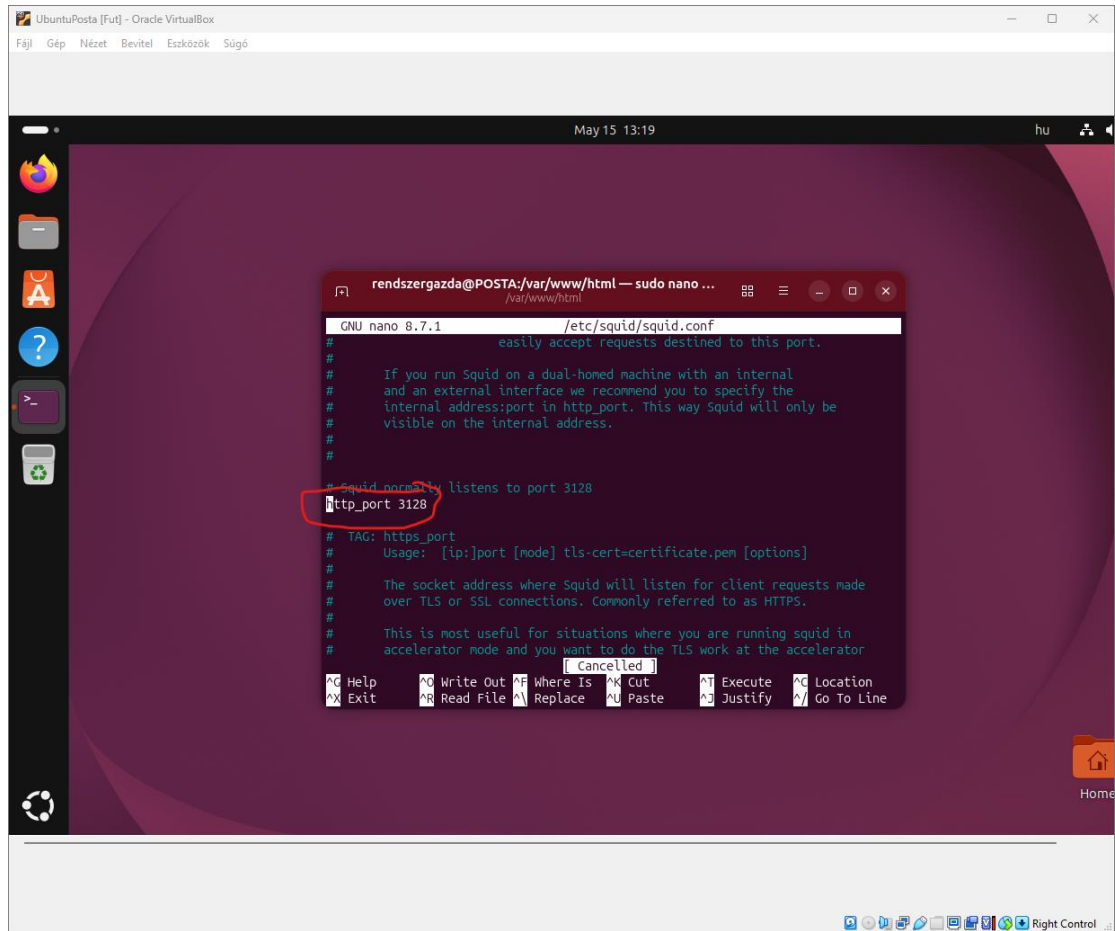 UbuntuPosta [Fut] - Oracle VirtualBox
Fájl Gép Nézet Bevitel Eszközök Súgó
May 15 13:19
hu
rendszergazda@POSTA:/var/www/html — sudo nano ...
/var/www/html
GNU nano 8.7.1 /etc/squid/squid.conf
# easily accept requests destined to this port.
#
# If you run Squid on a dual-homed machine with an internal
# and an external interface we recommend you to specify the
# internal address:port in http_port. This way Squid will only be
# visible on the internal address.
#
#
# Squid normally listens to port 3128
http_port 3128
# TAG: https_port
# Usage: [ip:]port [mode] tls-cert=certificate.pem [options]
#
# The socket address where Squid will listen for client requests made
# over TLS or SSL connections. Commonly referred to as HTTPS.
#
# This is most useful for situations where you are running squid in
# accelerator mode and you want to do the TLS work at the accelerator
[ Cancelled ]
^G Help ^O Write Out ^F Where Is ^K Cut ^T Execute ^C Location
^X Exit ^R Read File ^\ Replace ^U Paste ^J Justify ^/ Go To Line
Home
Right Control